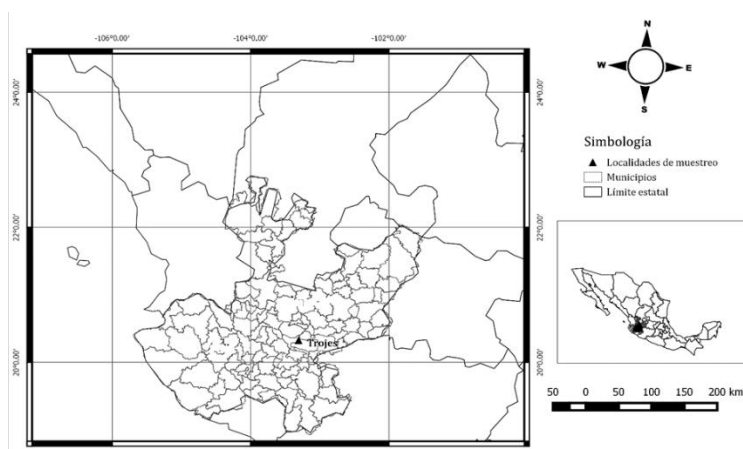 -106°0.00'
-104°0.00'
-102°0.00'
24°0.00'
24°0.00'
22°0.00'
22°0.00'
20°0.00'
20°0.00'
Trojes
N
W
E
S
Simbología
Localidades de muestreo
Municipios
Límite estatal
50 0 50 100 150 200 km